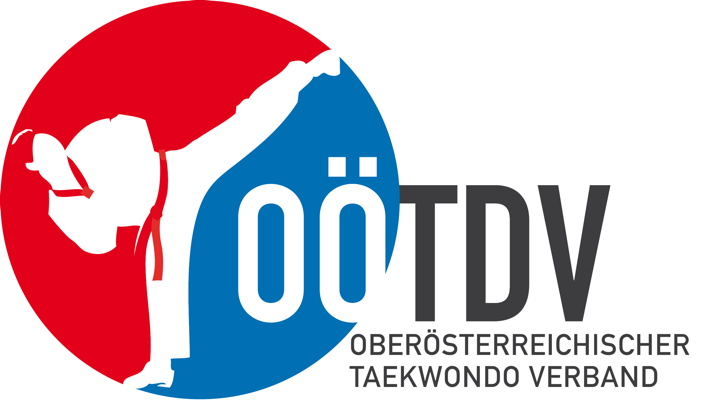 OÖTDV
OBERÖSTERREICHISCHER
TAEKWONDO VERBAND